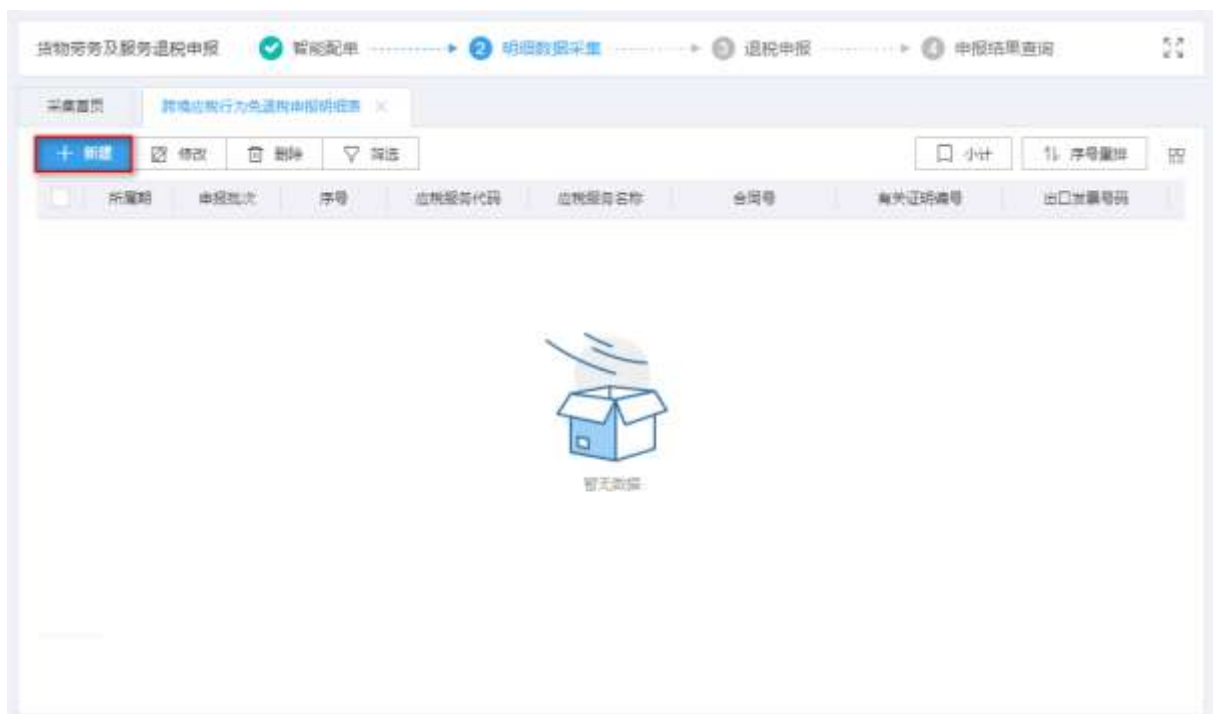 货物劳务及服务退税申报 智能配单 2 明细数据采集 3 退税申报 4 申报结果查询
采集首页 跨境应税行为免退税申报明细表
新建 修改 删除 筛选 小计 序号重排
所属期 申报批次 序号 应税服务代码 应税服务名称 合同号 有关证明编号 出口发票号码
暂无数据